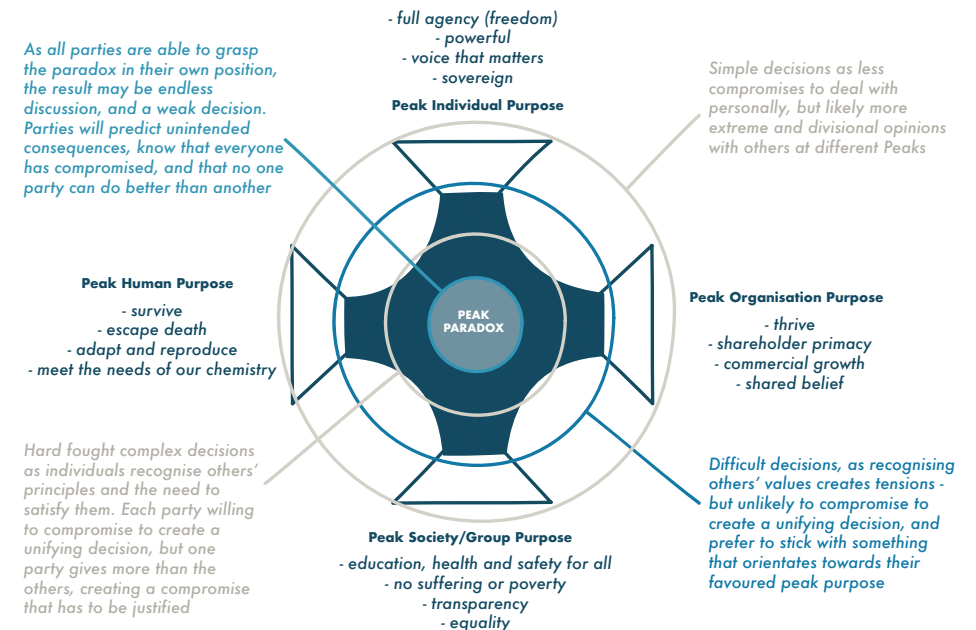 - full agency (freedom)
- powerful
- voice that matters
- sovereign
Peak Individual Purpose
As all parties are able to grasp
the paradox in their own position,
the result may be endless
discussion, and a weak decision.
Parties will predict unintended
consequences, know that everyone
has compromised, and that no one
party can do better than another
Simple decisions as less
compromises to deal with
personally, but likely more
extreme and divisional opinions
with others at different Peaks
Peak Human Purpose
- survive
- escape death
- adapt and reproduce
- meet the needs of our chemistry
PEAK
PARADOX
Peak Organisation Purpose
- thrive
- shareholder primacy
- commercial growth
- shared belief
Hard fought complex decisions
as individuals recognise others'
principles and the need to
satisfy them. Each party willing
to compromise to create a
unifying decision, but one
party gives more than the
others, creating a compromise
that has to be justified
Peak Society/Group Purpose
- education, health and safety for all
- no suffering or poverty
- transparency
- equality
Difficult decisions, as recognising
others' values creates tensions -
but unlikely to compromise to
create a unifying decision, and
prefer to stick with something
that orientates towards their
favoured peak purpose